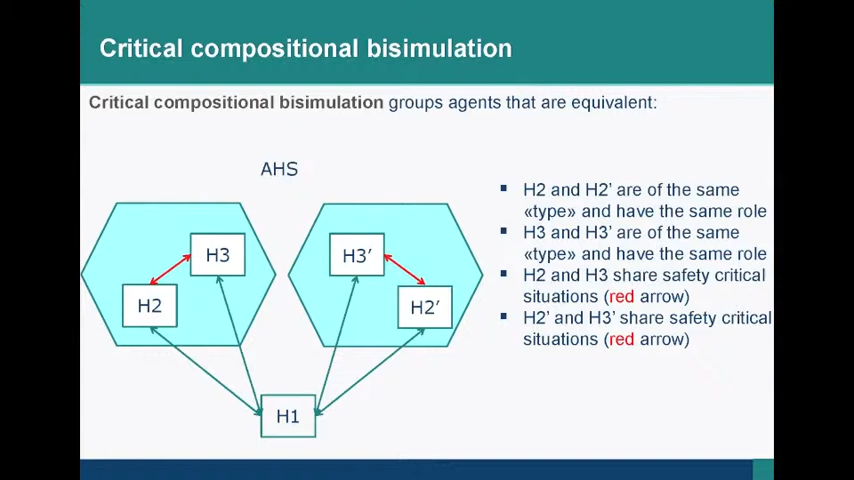 Critical compositional bisimulation
Critical compositional bisimulation groups agents that are equivalent:
AHS
H3
H2
H3′
H2′
H1
▪ H2 and H2’ are of the same
«type» and have the same role
▪ H3 and H3’ are of the same
«type» and have the same role
▪ H2 and H3 share safety critical
situations (red arrow)
▪ H2’ and H3’ share safety critical
situations (red arrow)